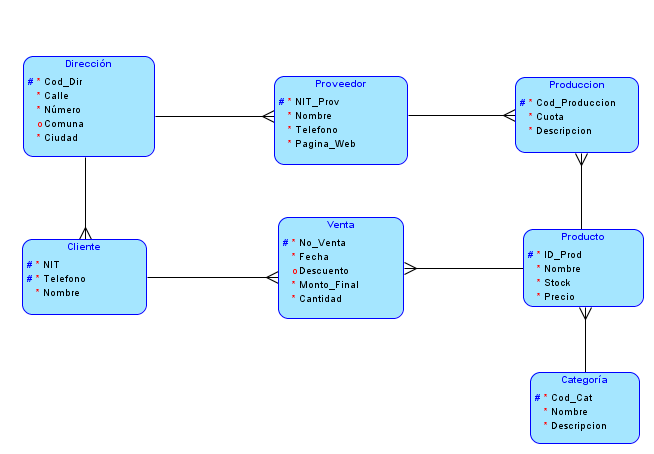 Dirección
# * Cod_Dir
* Calle
* Número
o Comuna
* Ciudad
Proveedor
# * NIT_Prov
* Nombre
* Telefono
* Pagina_Web
Produccion
# * Cod_Produccion
* Cuota
* Descripcion
Cliente
# * NIT
# * Telefono
* Nombre
Venta
# * No_Venta
* Fecha
o Descuento
* Monto_Final
* Cantidad
Producto
# * ID_Prod
* Nombre
* Stock
* Precio
Categoría
# * Cod_Cat
* Nombre
* Descripcion